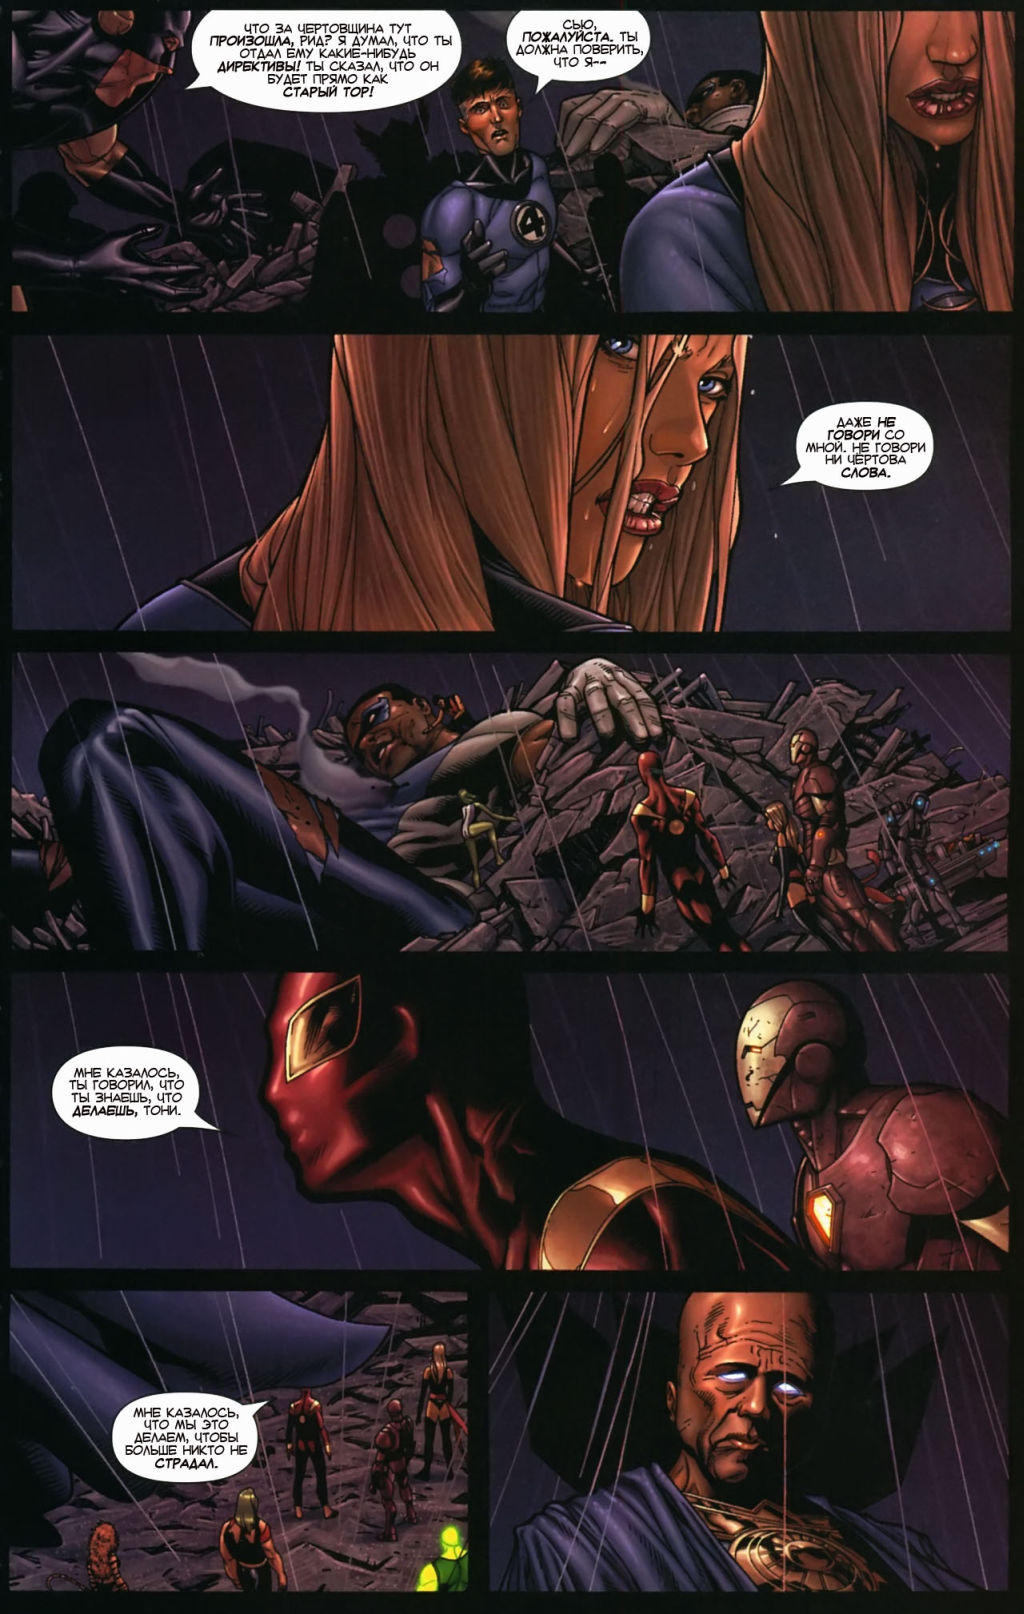 ЧТО ЗА ЧЕРТОВЩИНА ТУТ
ПРОИЗОШЛА, РИД? Я ДУМАЛ, ЧТО ТЫ
ОТДАЛ ЕМУ КАКИЕ-НИБУДЬ
ДИРЕКТИВЫ! ТЫ СКАЗАЛ, ЧТО ОН
БУДЕТ ПРЯМО КАК
СТАРЫЙ ТОР!
СЬЮ,
ПОЖАЛУЙСТА. ТЫ
ДОЛЖНА ПОВЕРИТЬ,
ЧТО Я--
4
ДАЖЕ НЕ
ГОВОРИ СО
МНОЙ. НЕ ГОВОРИ
НИ ЧЁРТОВА
СЛОВА.
МНЕ КАЗАЛОСЬ,
ТЫ ГОВОРИЛ, ЧТО
ТЫ ЗНАЕШЬ, ЧТО
ДЕЛАЕШЬ, ТОНИ.
МНЕ КАЗАЛОСЬ,
ЧТО МЫ ЭТО
ДЕЛАЕМ, ЧТОБЫ
БОЛЬШЕ НИКТО НЕ
СТРАДАЛ.